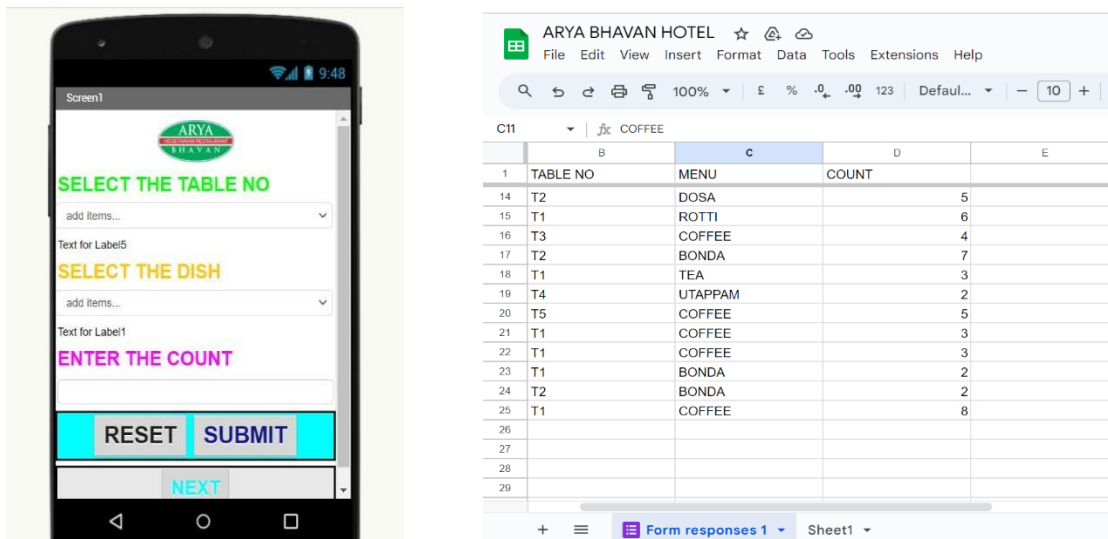 9:48
Screen1
ARYA
VEGETARIAN RESTAURANT
BHAVAN
SELECT THE TABLE NO
add items...
Text for Label5
SELECT THE DISH
add items...
Text for Label1
ENTER THE COUNT
RESET SUBMIT
NEXT
ARYA BHAVAN HOTEL
File Edit View Insert Format Data Tools Extensions Help
100% £ % .0 .00 123 Defaul... − 10 +
C11 fx COFFEE
B C D E
1 TABLE NO MENU COUNT
14 T2 DOSA 5
15 T1 ROTTI 6
16 T3 COFFEE 4
17 T2 BONDA 7
18 T1 TEA 3
19 T4 UTAPPAM 2
20 T5 COFFEE 5
21 T1 COFFEE 3
22 T1 COFFEE 3
23 T1 BONDA 2
24 T2 BONDA 2
25 T1 COFFEE 8
26
27
28
29
+ Form responses 1 Sheet1